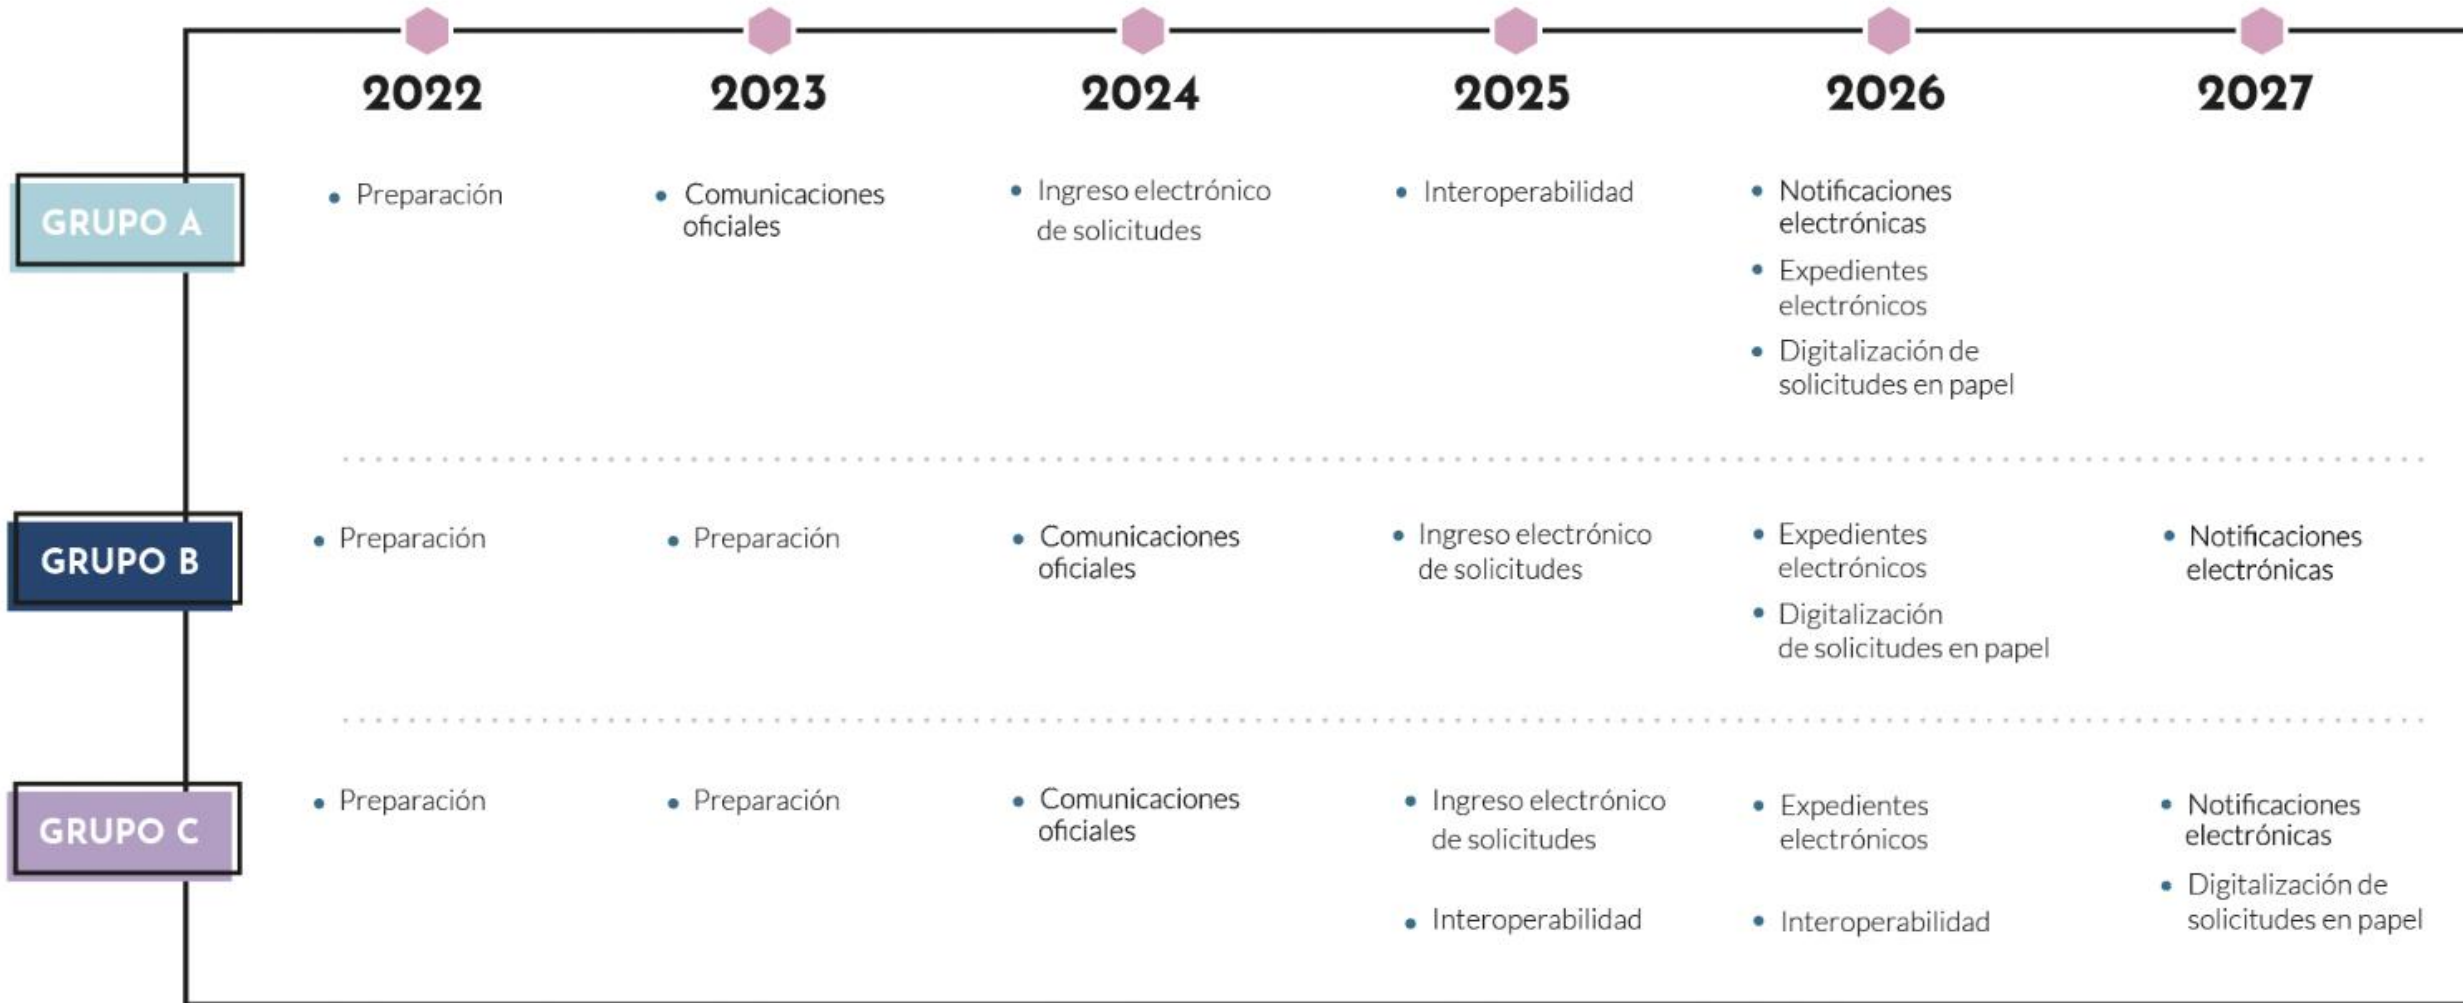 2022 2023 2024 2025 2026 2027
GRUPO A
• Preparación
• Comunicaciones
oficiales
• Ingreso electrónico
de solicitudes
• Interoperabilidad
• Notificaciones
electrónicas
• Expedientes
electrónicos
• Digitalización de
solicitudes en papel
GRUPO B
• Preparación
• Preparación
• Comunicaciones
oficiales
• Ingreso electrónico
de solicitudes
• Expedientes
electrónicos
• Digitalización
de solicitudes en papel
• Notificaciones
electrónicas
GRUPO C
• Preparación
• Preparación
• Comunicaciones
oficiales
• Ingreso electrónico
de solicitudes
• Interoperabilidad
• Expedientes
electrónicos
• Interoperabilidad
• Notificaciones
electrónicas
• Digitalización de
solicitudes en papel